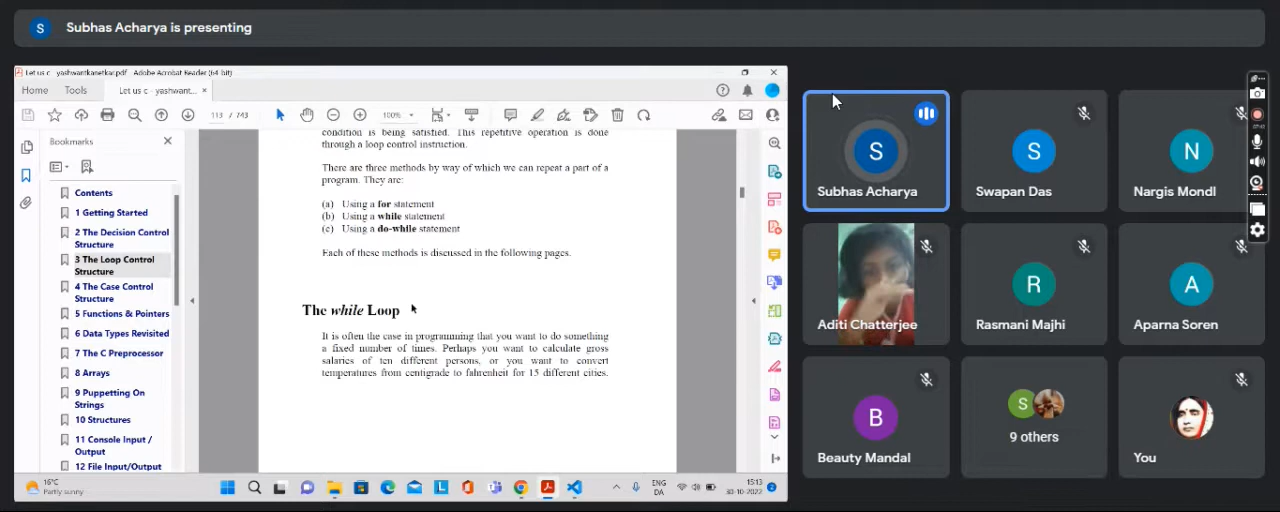 S Subhas Acharya is presenting
Let us c - yashwantkanetkar.pdf - Adobe Acrobat Reader (64-bit)
Home Tools Let us c - yashwant... ×
113 / 743 100%
Bookmarks
Contents
1 Getting Started
2 The Decision Control
Structure
3 The Loop Control
Structure
4 The Case Control
Structure
5 Functions & Pointers
6 Data Types Revisited
7 The C Preprocessor
8 Arrays
9 Puppetting On
Strings
10 Structures
11 Console Input /
Output
12 File Input/Output
condition is being satisfied. This repetitive operation is done
through a loop control instruction.
There are three methods by way of which we can repeat a part of a
program. They are:
(a) Using a for statement
(b) Using a while statement
(c) Using a do-while statement
Each of these methods is discussed in the following pages.
The while Loop
It is often the case in programming that you want to do something
a fixed number of times. Perhaps you want to calculate gross
salaries of ten different persons, or you want to convert
temperatures from centigrade to fahrenheit for 15 different cities.
16°C
Partly sunny
ENG
DA
15:13
30-10-2022
S
Subhas Acharya
S
Swapan Das
N
Nargis Mondl
Aditi Chatterjee
R
Rasmani Majhi
A
Aparna Soren
B
Beauty Mandal
S
9 others
You